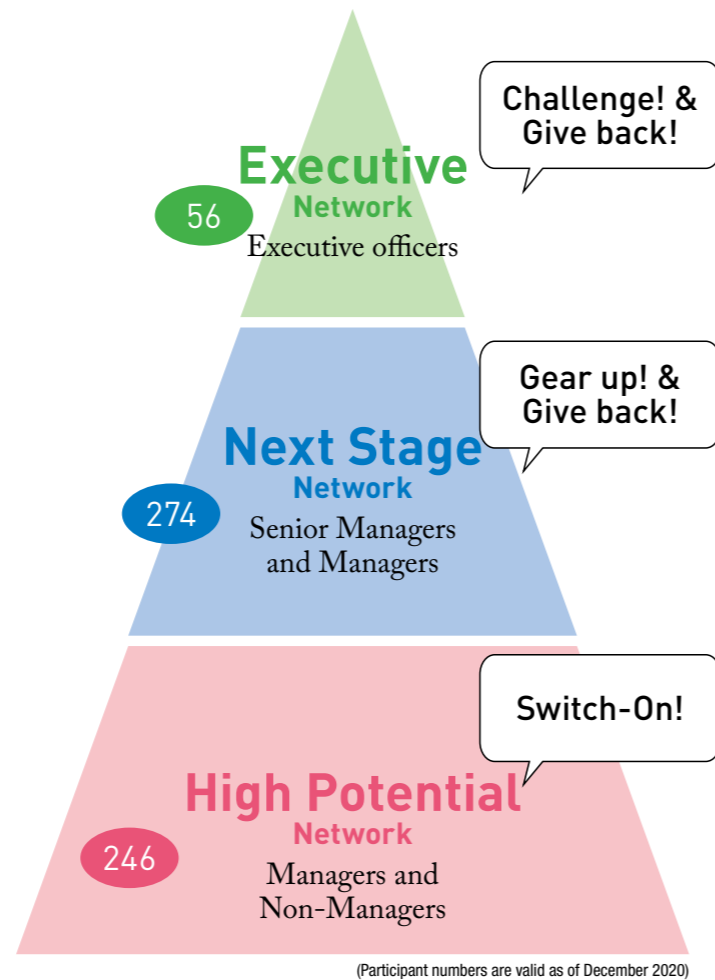 Challenge! &
Give back!
Executive
Network
56
Executive officers
Gear up! &
Give back!
Next Stage
Network
274
Senior Managers
and Managers
Switch-On!
High Potential
Network
246
Managers and
Non-Managers
(Participant numbers are valid as of December 2020)